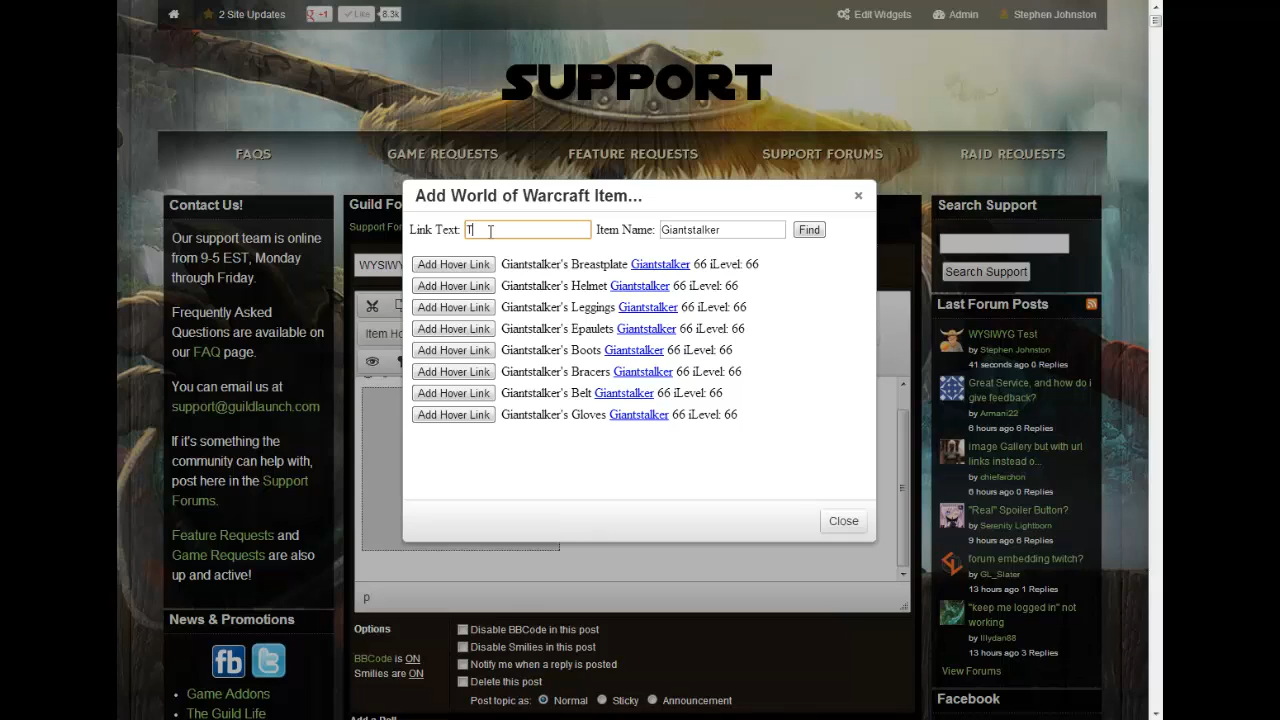 2 Site Updates +1 Like 8.3k Edit Widgets Admin Stephen Johnston
SUPPORT
FAQS GAME REQUESTS FEATURE REQUESTS SUPPORT FORUMS RAID REQUESTS
Contact Us!
Our support team is online
from 9-5 EST, Monday
through Friday.
Frequently Asked
Questions are available on
our FAQ page.
You can email us at
support@guildlaunch.com
If it's something the
community can help with,
post here in the Support
Forums.
Feature Requests and
Game Requests are also
up and active!
News & Promotions
Game Addons
The Guild Life
Guild Fo
Support For
WYSIW
Item Ho
Add World of Warcraft Item... ×
Link Text: T Item Name: Giantstalker Find
Add Hover Link Giantstalker's Breastplate Giantstalker 66 iLevel: 66
Add Hover Link Giantstalker's Helmet Giantstalker 66 iLevel: 66
Add Hover Link Giantstalker's Leggings Giantstalker 66 iLevel: 66
Add Hover Link Giantstalker's Epaulets Giantstalker 66 iLevel: 66
Add Hover Link Giantstalker's Boots Giantstalker 66 iLevel: 66
Add Hover Link Giantstalker's Bracers Giantstalker 66 iLevel: 66
Add Hover Link Giantstalker's Belt Giantstalker 66 iLevel: 66
Add Hover Link Giantstalker's Gloves Giantstalker 66 iLevel: 66
Close
p
Options
BBCode is ON
Smilies are ON
Disable BBCode in this post
Disable Smilies in this post
Notify me when a reply is posted
Delete this post
Post topic as: Normal Sticky Announcement
Search Support
Search Support
Last Forum Posts
WYSIWYG Test
by Stephen Johnston
41 seconds ago 0 Replies
Great Service, and how do i
give feedback?
by Armani22
6 hours ago 6 Replies
Image Gallery but with url
links instead o...
by chiefarchon
6 hours ago 0 Replies
"Real" Spoiler Button?
by Serenity Lightborn
9 hours ago 6 Replies
forum embedding twitch?
by GL_Slater
13 hours ago 1 Replies
"keep me logged in" not
working
by lllydan88
13 hours ago 3 Replies
View Forums
Facebook